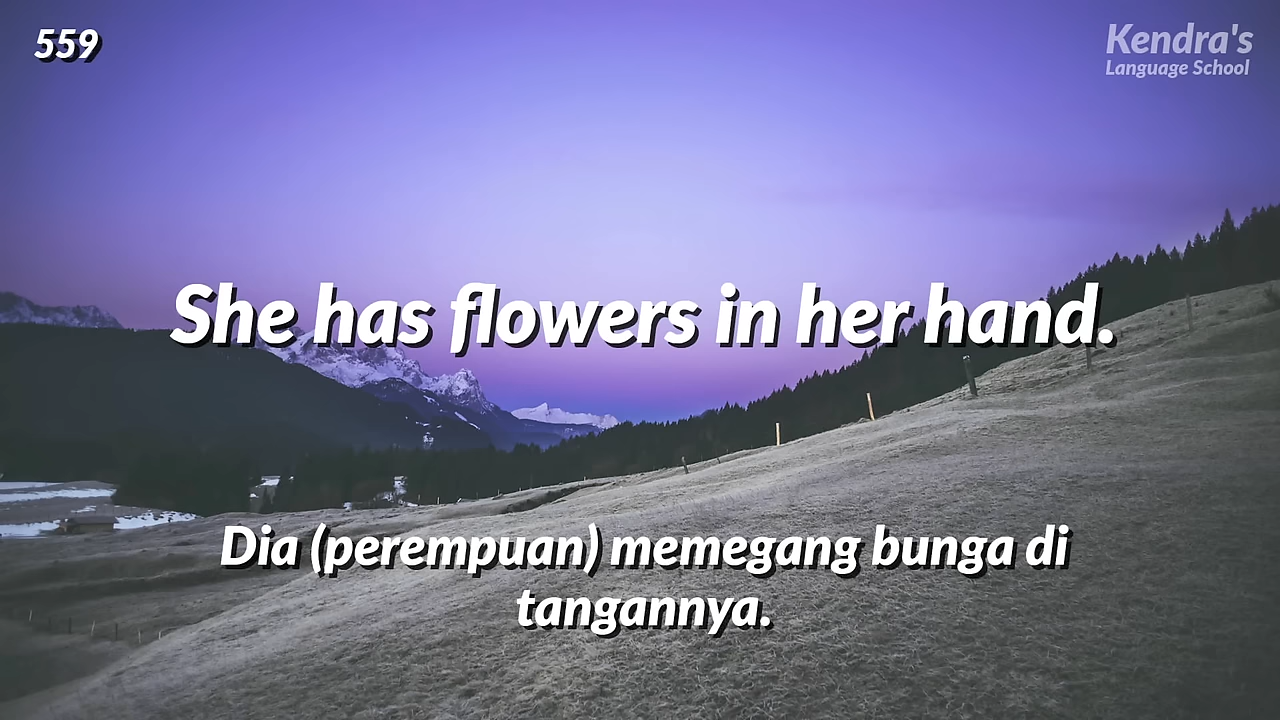 559
Kendra's
Language School
She has flowers in her hand.
Dia (perempuan) memegang bunga di
tangannya.